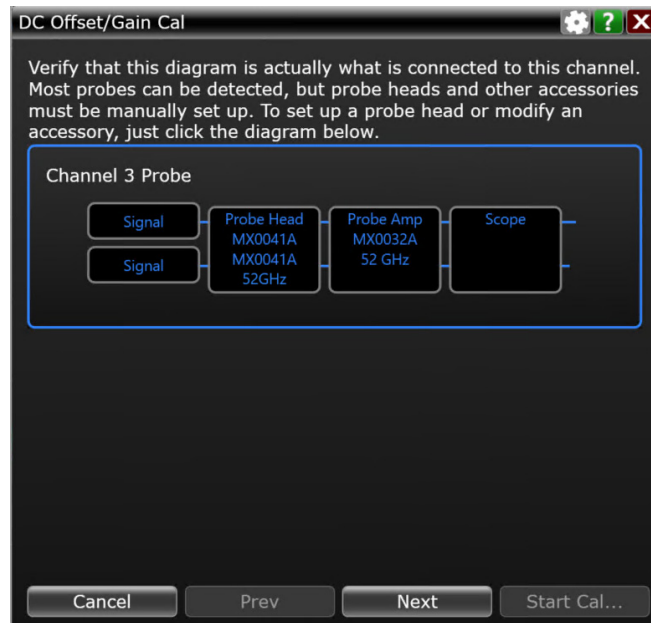 DC Offset/Gain Cal
?
X
Verify that this diagram is actually what is connected to this channel.
Most probes can be detected, but probe heads and other accessories
must be manually set up. To set up a probe head or modify an
accessory, just click the diagram below.
Channel 3 Probe
Signal
Signal
Probe Head
MX0041A
MX0041A
52GHz
Probe Amp
MX0032A
52 GHz
Scope
Cancel
Prev
Next
Start Cal...